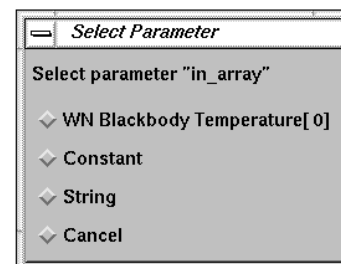 Select Parameter
Select parameter "in_array"
WN Blackbody Temperature[ 0]
Constant
String
Cancel